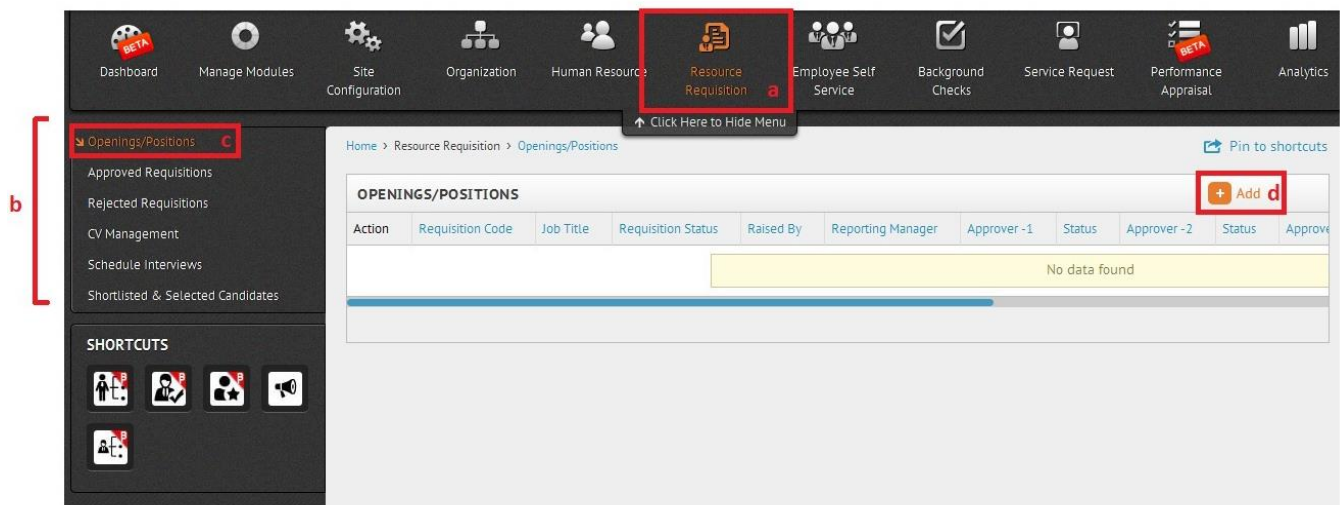 BETA BETA
Dashboard Manage Modules Site Configuration Organization Human Resource Resource Requisition a Employee Self Service Background Checks Service Request Performance Appraisal Analytics
↑ Click Here to Hide Menu
b
Openings/Positions c
Approved Requisitions
Rejected Requisitions
CV Management
Schedule Interviews
Shortlisted & Selected Candidates
SHORTCUTS
B B B
B
Home > Resource Requisition > Openings/Positions Pin to shortcuts
OPENINGS/POSITIONS + Add d
Action Requisition Code Job Title Requisition Status Raised By Reporting Manager Approver -1 Status Approver -2 Status Approve
No data found